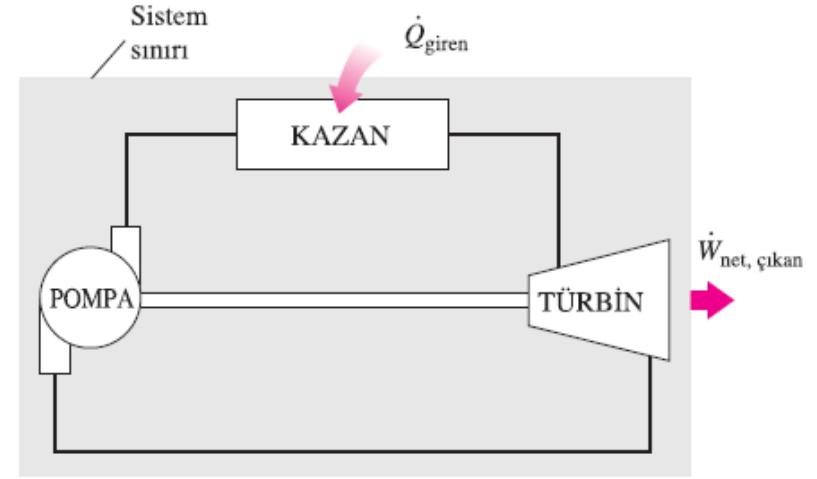 Sistem
sınırı
Q̇giren
KAZAN
Ẇnet, çıkan
POMPA
TÜRBİN